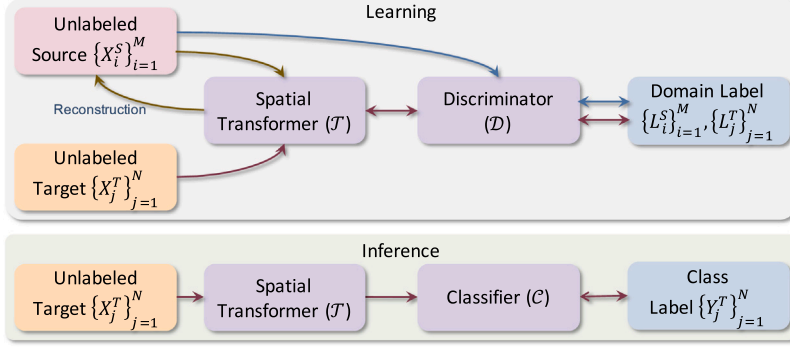 Learning
Unlabeled
Source {X_i^S}_{i=1}^M
Reconstruction
Spatial
Transformer (𝒯)
Discriminator
(𝒟)
Domain Label
{L_i^S}_{i=1}^M, {L_j^T}_{j=1}^N
Unlabeled
Target {X_j^T}_{j=1}^N
Inference
Unlabeled
Target {X_j^T}_{j=1}^N
Spatial
Transformer (𝒯)
Classifier (𝒞)
Class
Label {Y_j^T}_{j=1}^N